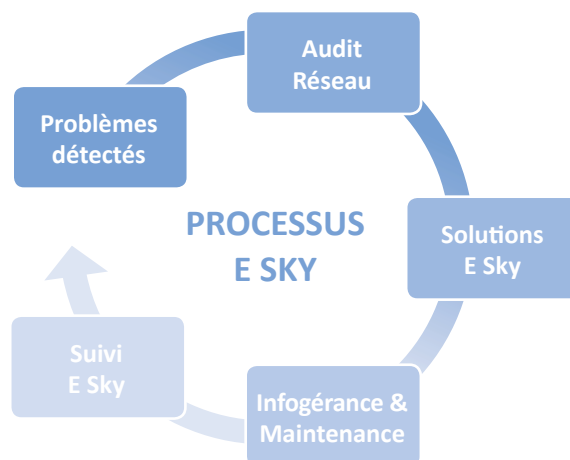 Audit
Réseau
Problèmes
détectés
PROCESSUS
E SKY
Solutions
E Sky
Suivi
E Sky
Infogérance &
Maintenance